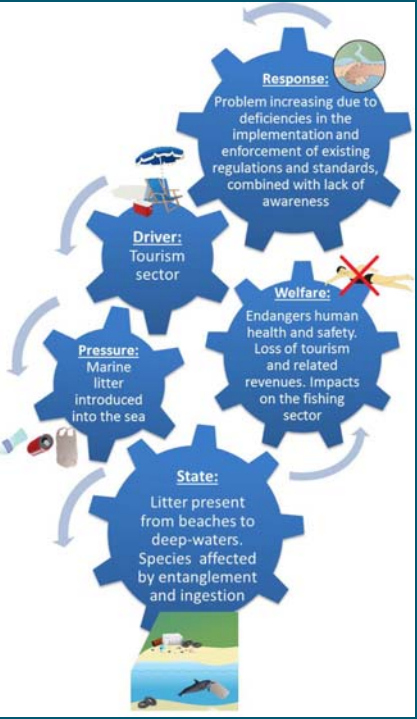 Response:
Problem increasing due to
deficiencies in the
implementation and
enforcement of existing
regulations and standards,
combined with lack of
awareness
Driver:
Tourism
sector
Pressure:
Marine
litter
introduced
into the sea
State:
Litter present
from beaches to
deep-waters.
Species affected
by entanglement
and ingestion
Welfare:
Endangers human
health and safety.
Loss of tourism
and related
revenues. Impacts
on the fishing
sector